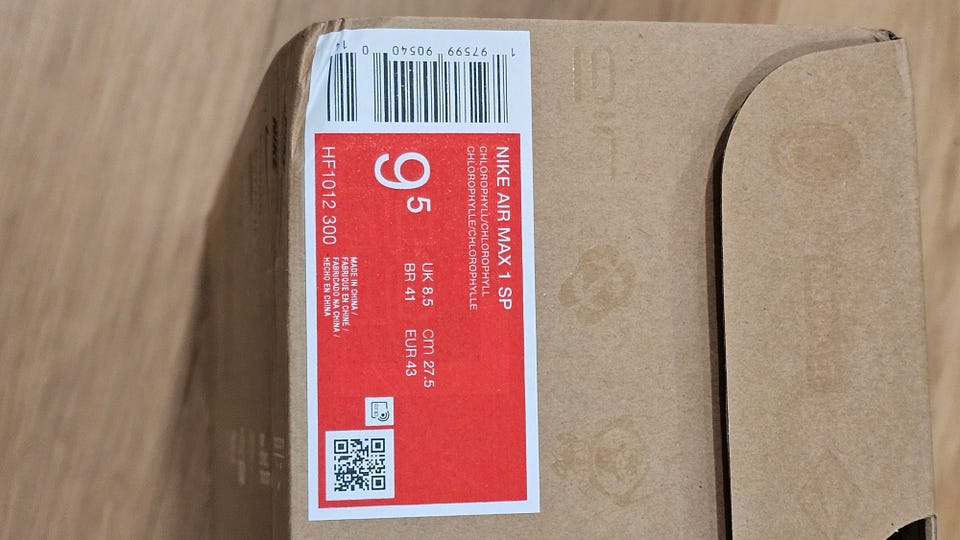 NIKE AIR MAX 1 SP
CHLOROPHYLL/CHLOROPHYLL
CHLOROPHYLLE/CHLOROPHYLLE
9.5
UK 8.5 cm 27.5
BR 41 EUR 43
HF1012 300
MADE IN CHINA /
FABRIQUE EN CHINE /
FABRICADO NA CHINA /
HECHO EN CHINA
1 97599 90540 0 14